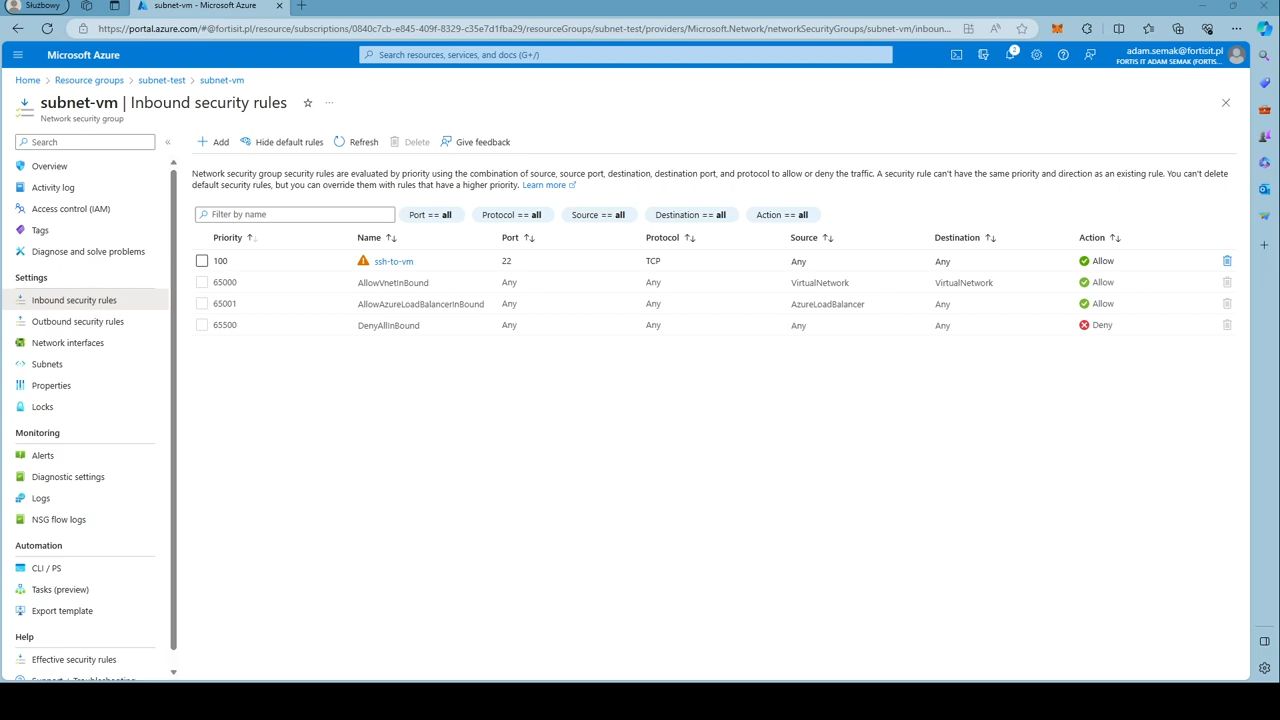 Służbowy
subnet-vm - Microsoft Azure
https://portal.azure.com/#@fortisit.pl/resource/subscriptions/0840c7cb-e845-409f-8329-c35e7d1fba29/resourceGroups/subnet-test/providers/Microsoft.Network/networkSecurityGroups/subnet-vm/inboun...
Microsoft Azure
Search resources, services, and docs (G+/)
2
adam.semak@fortisit.pl
FORTIS IT ADAM SEMAK (FORTIS...
Home > Resource groups > subnet-test > subnet-vm
subnet-vm | Inbound security rules
Network security group
Search
Add
Hide default rules
Refresh
Delete
Give feedback
Overview
Activity log
Access control (IAM)
Tags
Diagnose and solve problems
Settings
Inbound security rules
Outbound security rules
Network interfaces
Subnets
Properties
Locks
Monitoring
Alerts
Diagnostic settings
Logs
NSG flow logs
Automation
CLI / PS
Tasks (preview)
Export template
Help
Effective security rules
Support + Troubleshooting
Network security group security rules are evaluated by priority using the combination of source, source port, destination, destination port, and protocol to allow or deny the traffic. A security rule can't have the same priority and direction as an existing rule. You can't delete
default security rules, but you can override them with rules that have a higher priority. Learn more
Filter by name
Port == all
Protocol == all
Source == all
Destination == all
Action == all
Priority Name Port Protocol Source Destination Action
100 ssh-to-vm 22 TCP Any Any Allow
65000 AllowVnetInBound Any Any VirtualNetwork VirtualNetwork Allow
65001 AllowAzureLoadBalancerInBound Any Any AzureLoadBalancer Any Allow
65500 DenyAllInBound Any Any Any Any Deny